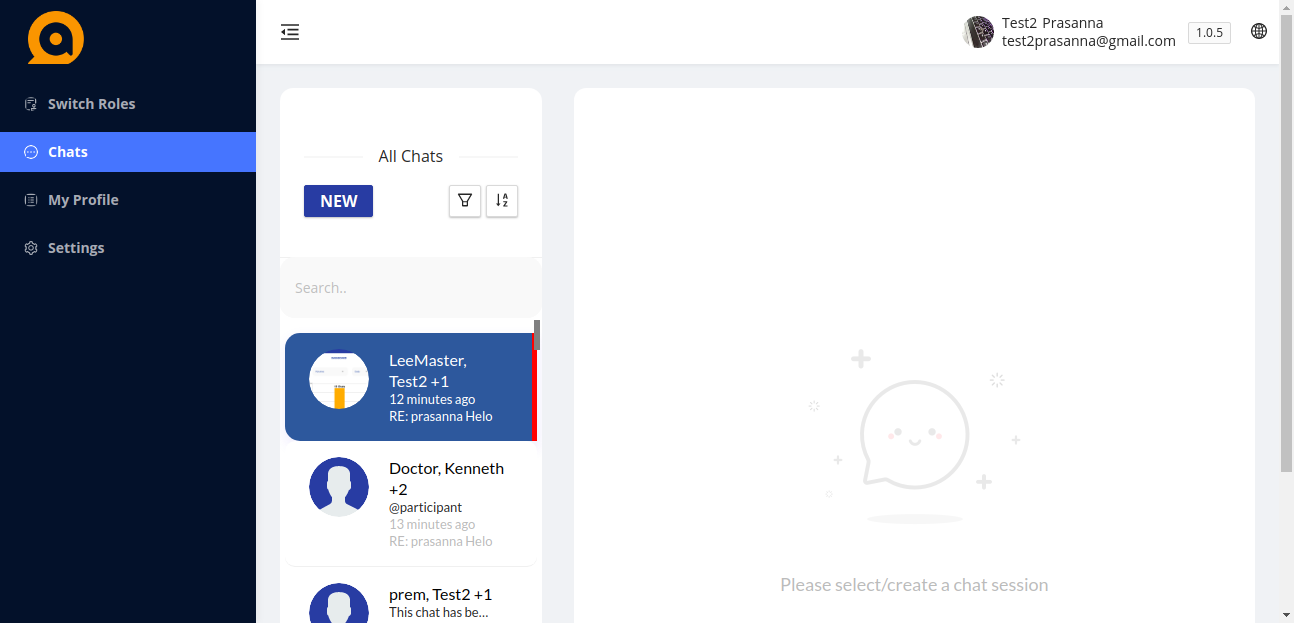 Test2 Prasanna
test2prasanna@gmail.com
1.0.5
Switch Roles
Chats
My Profile
Settings
All Chats
NEW
Search..
LeeMaster,
Test2 +1
12 minutes ago
RE: prasanna Helo
Doctor, Kenneth
+2
@participant
13 minutes ago
RE: prasanna Helo
prem, Test2 +1
This chat has be...
Please select/create a chat session